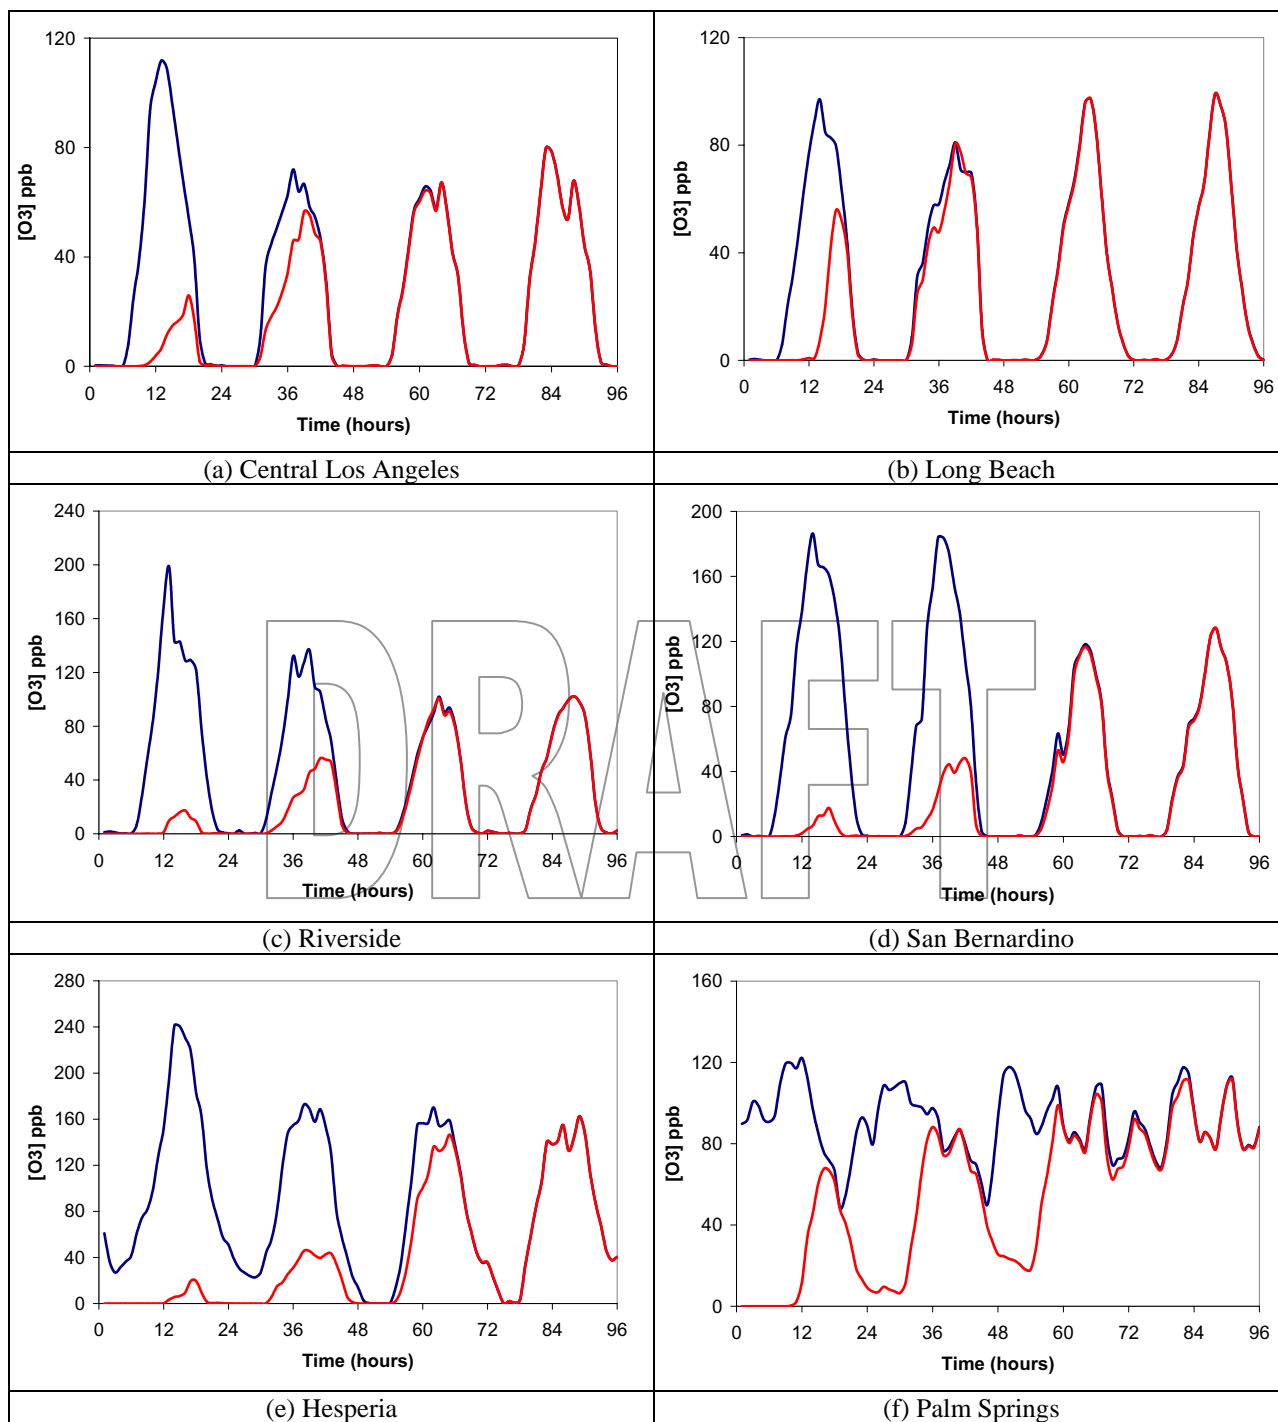 120
80
40
0
[O3] ppb
0 12 24 36 48 60 72 84 96
Time (hours)
(a) Central Los Angeles
120
80
40
0
[O3] ppb
0 12 24 36 48 60 72 84 96
Time (hours)
(b) Long Beach
240
200
160
120
80
40
0
[O3] ppb
0 12 24 36 48 60 72 84 96
Time (hours)
(c) Riverside
200
160
120
80
40
0
[O3] ppb
0 12 24 36 48 60 72 84 96
Time (hours)
(d) San Bernardino
DRAFT
280
240
200
160
120
80
40
0
[O3] ppb
0 12 24 36 48 60 72 84 96
Time (hours)
(e) Hesperia
160
120
80
40
0
[O3] ppb
0 12 24 36 48 60 72 84 96
Time (hours)
(f) Palm Springs